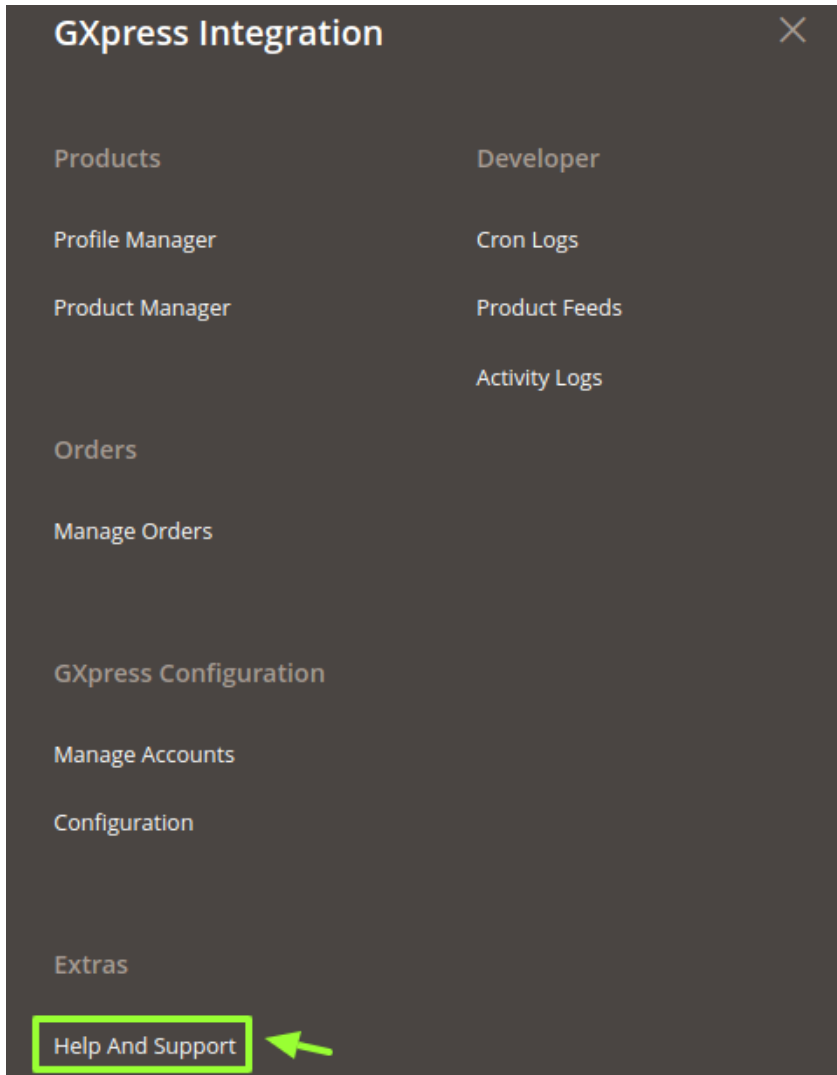 GXpress Integration
Products
Profile Manager
Product Manager
Orders
Manage Orders
GXpress Configuration
Manage Accounts
Configuration
Extras
Help And Support
Developer
Cron Logs
Product Feeds
Activity Logs